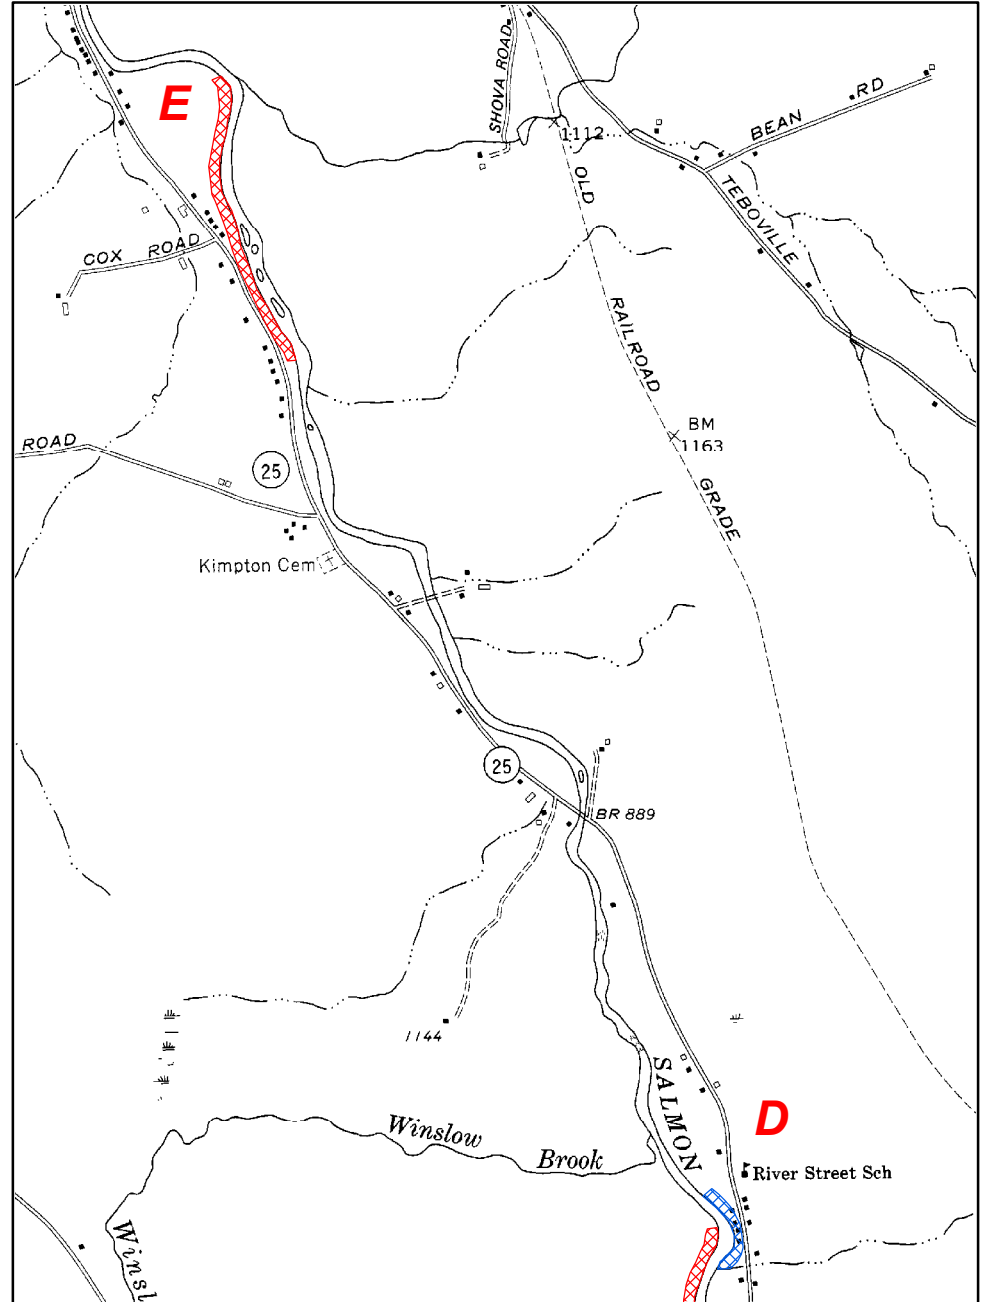 E
SHOVA ROAD
1112
BEAN RD
OLD
TEBOVILLE
COX ROAD
RAILROAD
BM
1163
ROAD
25
GRADE
Kimpton Cem
25
BR 889
1144
SALMON
D
Winslow
Brook
River Street Sch
Winsl